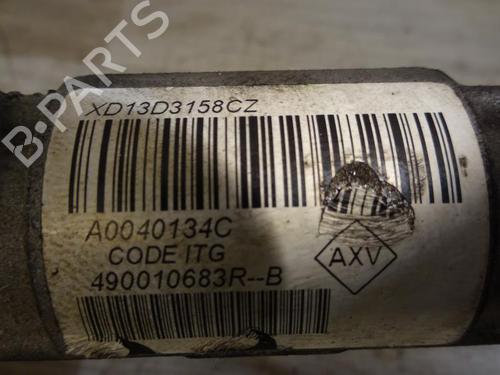 B-PARTS
XD13D3158CZ
A0040134C
CODE ITG
490010683R--B
AXV